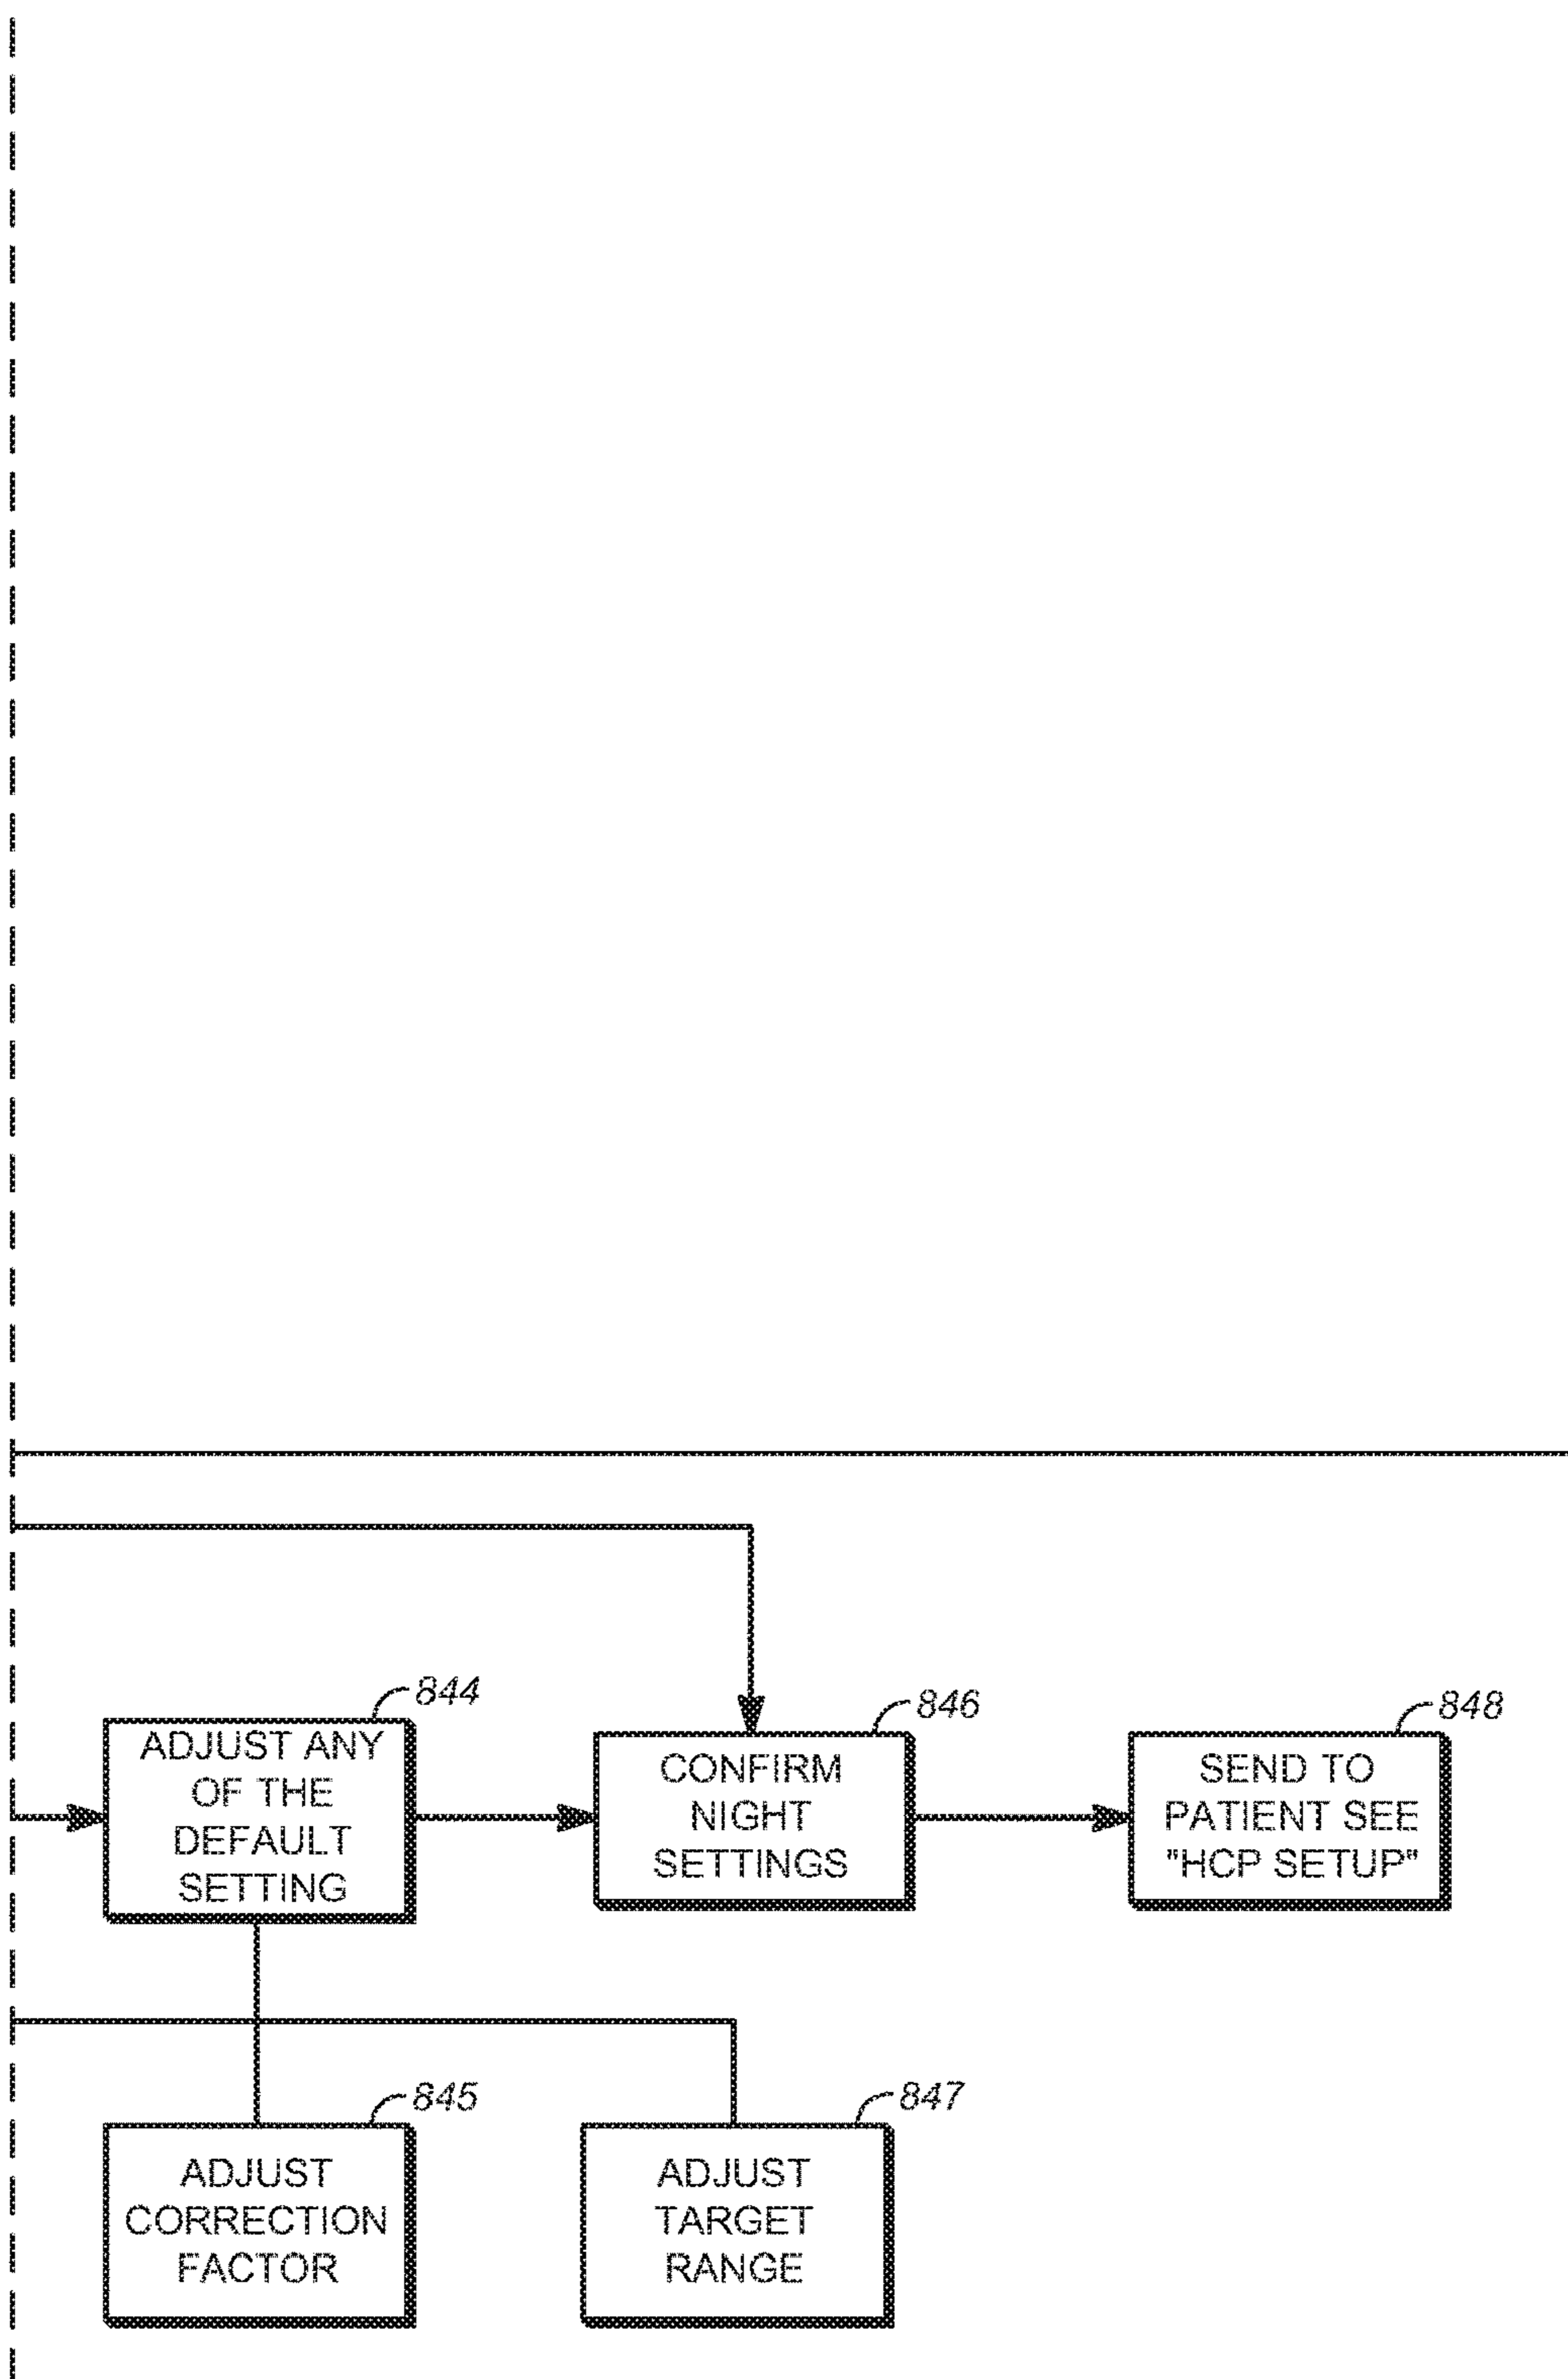 844
ADJUST ANY
OF THE
DEFAULT
SETTING
846
CONFIRM
NIGHT
SETTINGS
848
SEND TO
PATIENT SEE
"HCP SETUP"
845
ADJUST
CORRECTION
FACTOR
847
ADJUST
TARGET
RANGE